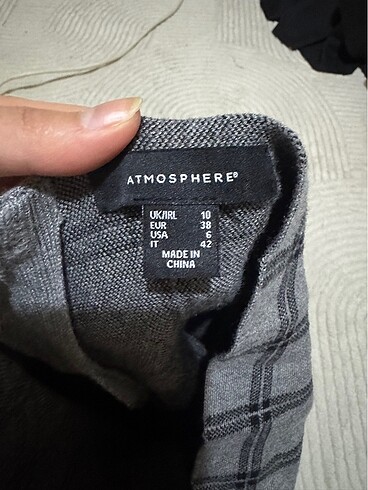 ATMOSPHERE®
UK/IRL 10
EUR 38
USA 6
IT 42
MADE IN
CHINA